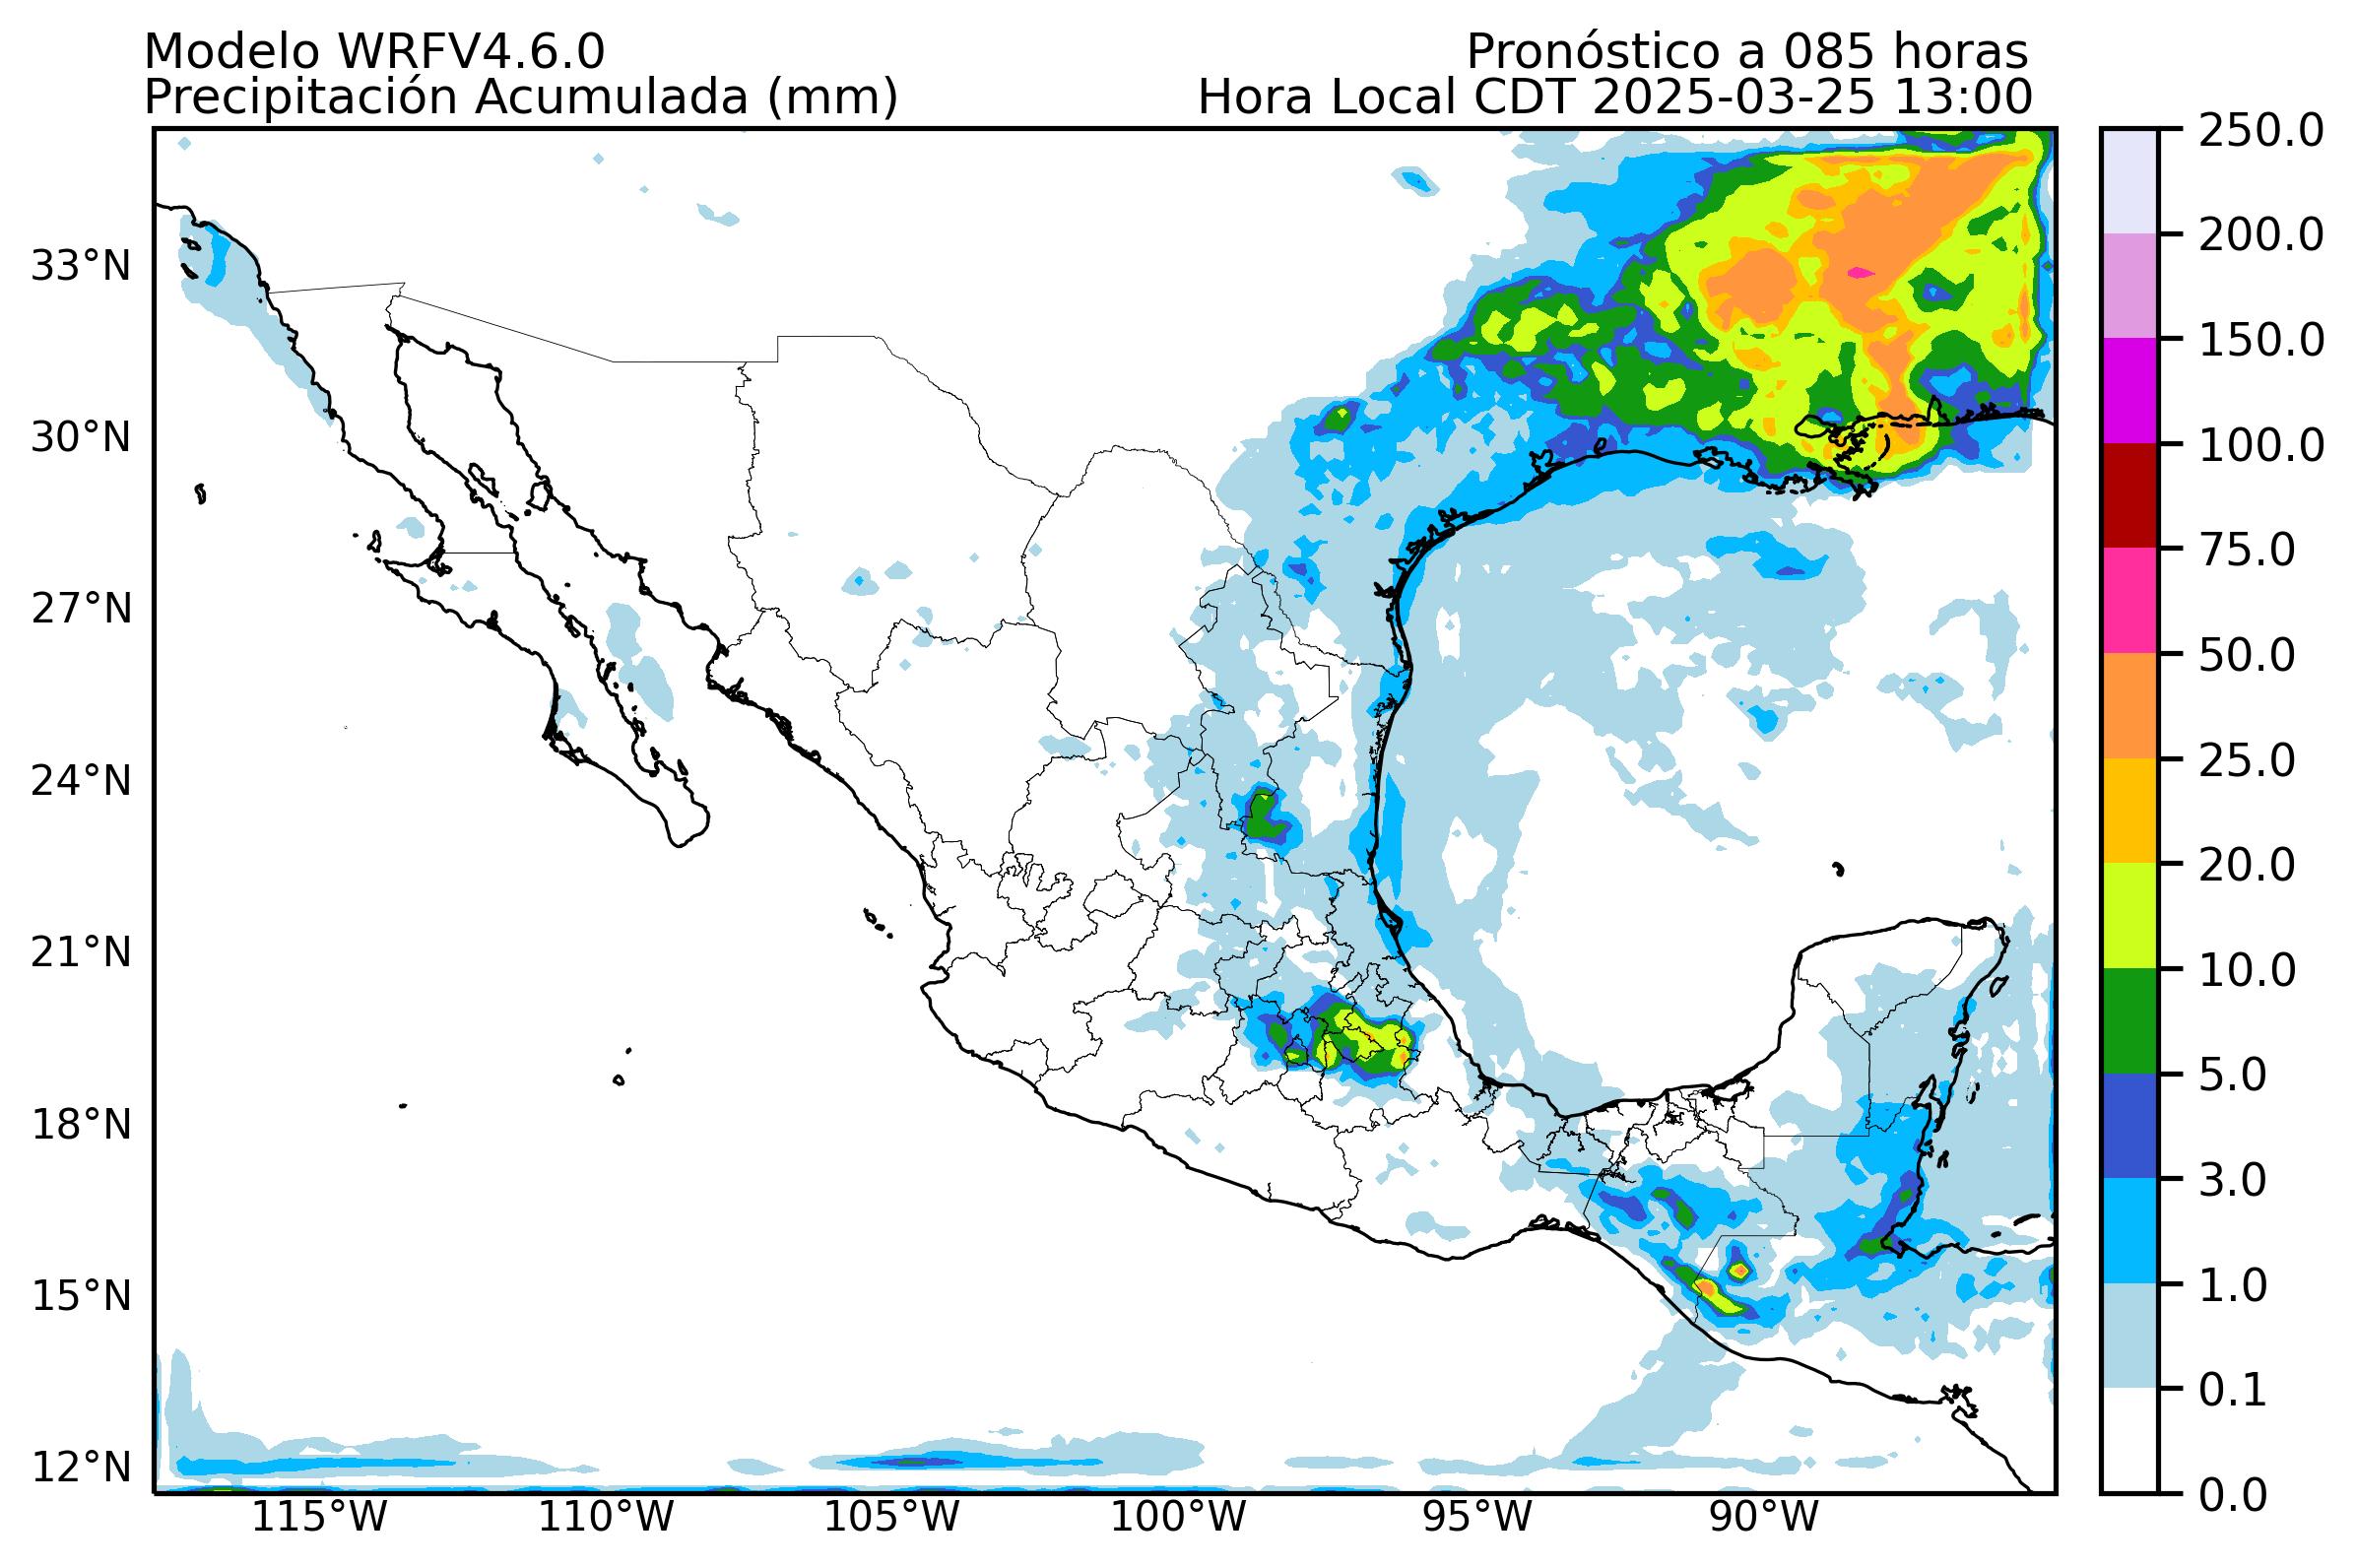 Modelo WRFV4.6.0
Pronóstico a 085 horas
Precipitación Acumulada (mm)
Hora Local CDT 2025-03-25 13:00
33°N
30°N
27°N
24°N
21°N
18°N
15°N
12°N
115°W
110°W
105°W
100°W
95°W
90°W
250.0
200.0
150.0
100.0
75.0
50.0
25.0
20.0
10.0
5.0
3.0
1.0
0.1
0.0